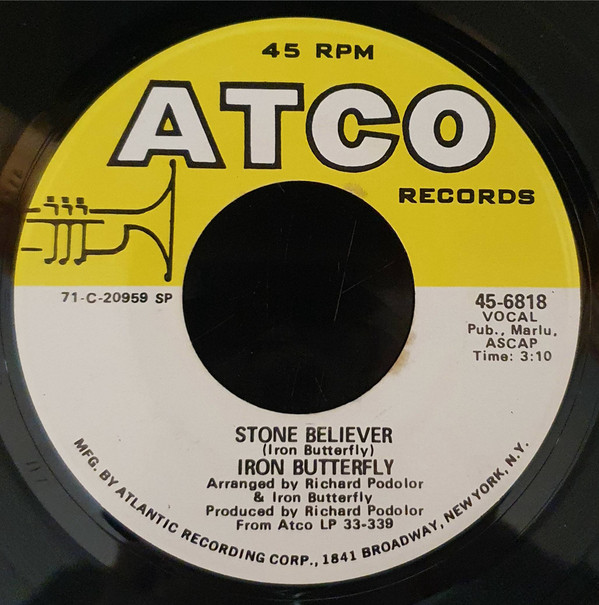 45 RPM
ATCO
RECORDS
71-C-20959 SP
45-6818
VOCAL
Pub., Marlu,
ASCAP
Time: 3:10
STONE BELIEVER
(Iron Butterfly)
IRON BUTTERFLY
Arranged by Richard Podolor
& Iron Butterfly
Produced by Richard Podolor
From Atco LP 33-339
MFG. BY ATLANTIC RECORDING CORP., 1841 BROADWAY, NEW YORK, N.Y.